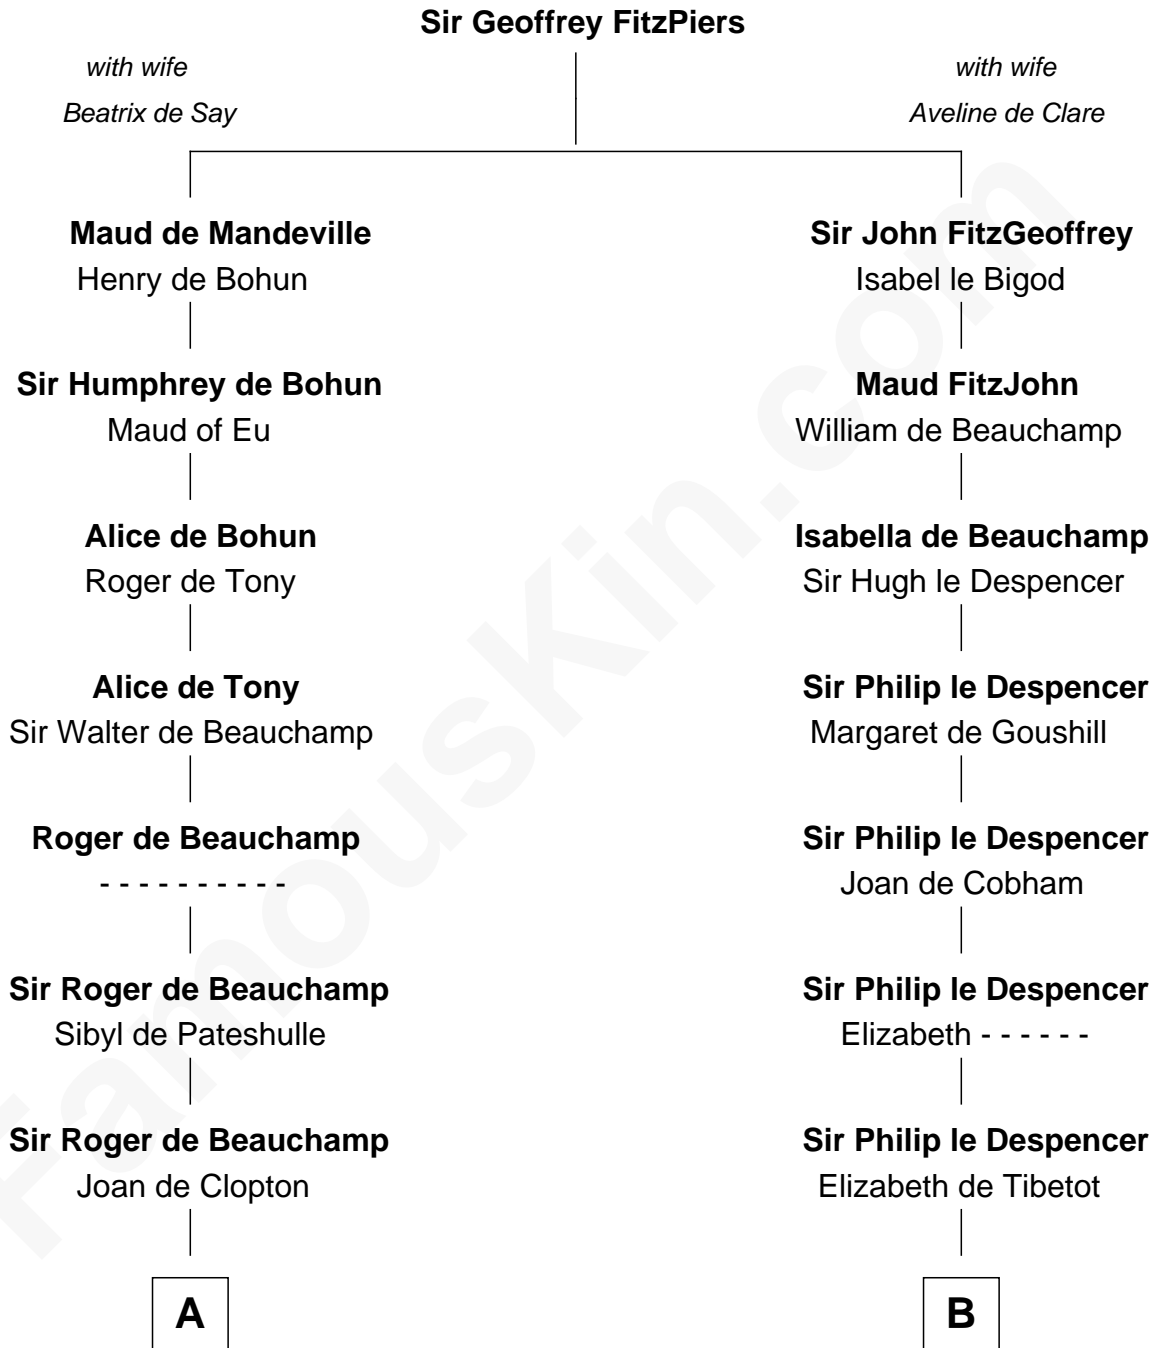 Sir Geoffrey FitzPiers
with wife
Beatrix de Say
with wife
Aveline de Clare
Maud de Mandeville
Henry de Bohun
Sir John FitzGeoffrey
Isabel le Bigod
Sir Humphrey de Bohun
Maud of Eu
Maud FitzJohn
William de Beauchamp
Alice de Bohun
Roger de Tony
Isabella de Beauchamp
Sir Hugh le Despencer
Alice de Tony
Sir Walter de Beauchamp
Sir Philip le Despencer
Margaret de Goushill
Roger de Beauchamp
- - - - - - - - - -
Sir Philip le Despencer
Joan de Cobham
Sir Roger de Beauchamp
Sibyl de Pateshulle
Sir Philip le Despencer
Elizabeth - - - - - -
Sir Roger de Beauchamp
Joan de Clopton
Sir Philip le Despencer
Elizabeth de Tibetot
A
B
FamousKin.com